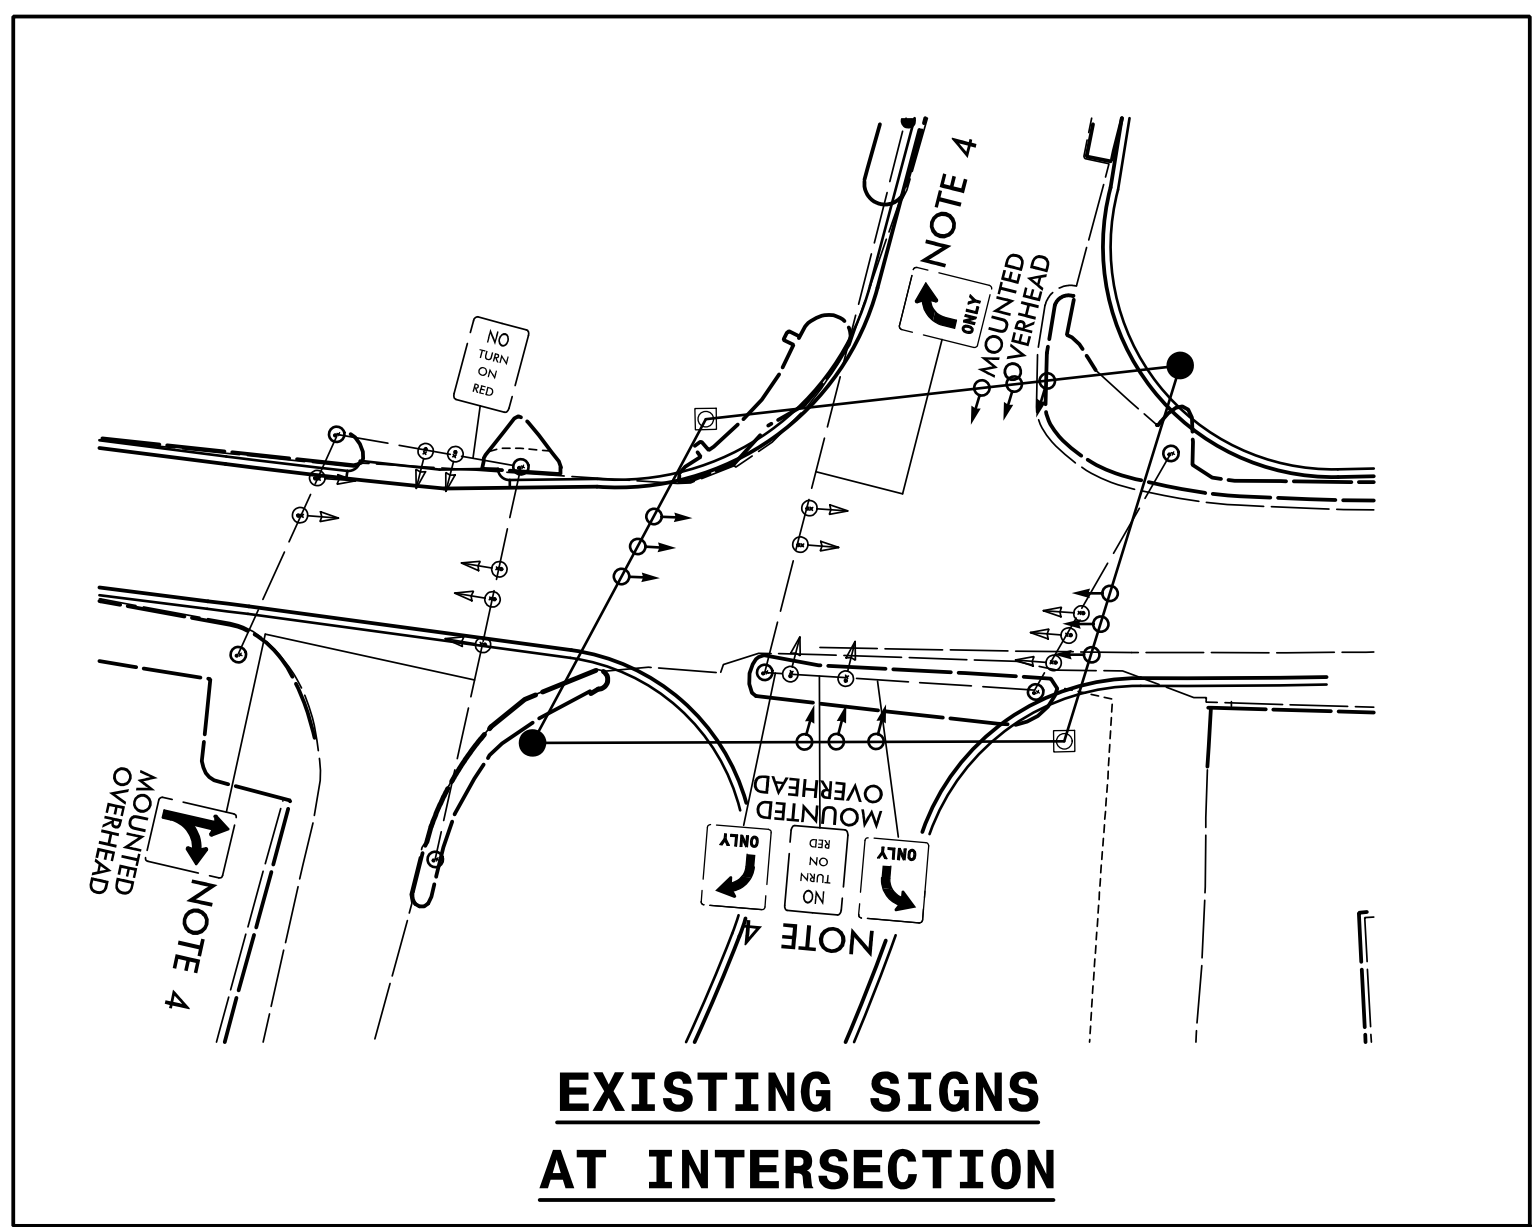 NOTE 4
ONLY
MOUNTED
OVERHEAD
NO
TURN
ON
RED
MOUNTED
OVERHEAD
NOTE 4
MOUNTED
OVERHEAD
ONLY
NO
TURN
ON
RED
ONLY
NOTE 4
EXISTING SIGNS
AT INTERSECTION